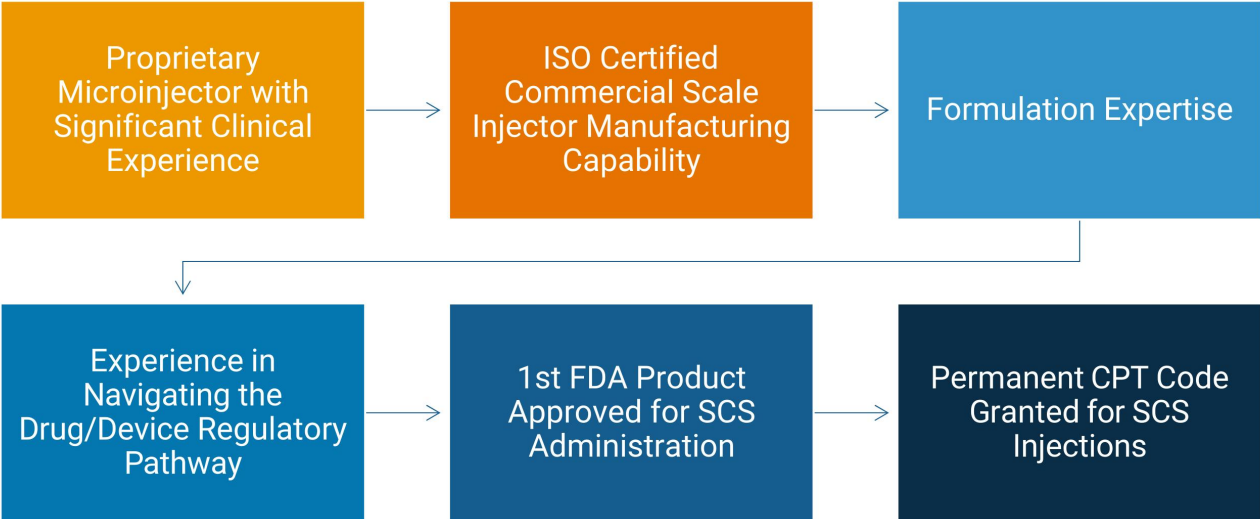 Proprietary
Microinjector with
Significant Clinical
Experience
ISO Certified
Commercial Scale
Injector Manufacturing
Capability
Formulation Expertise
Experience in
Navigating the
Drug/Device Regulatory
Pathway
1st FDA Product
Approved for SCS
Administration
Permanent CPT Code
Granted for SCS
Injections